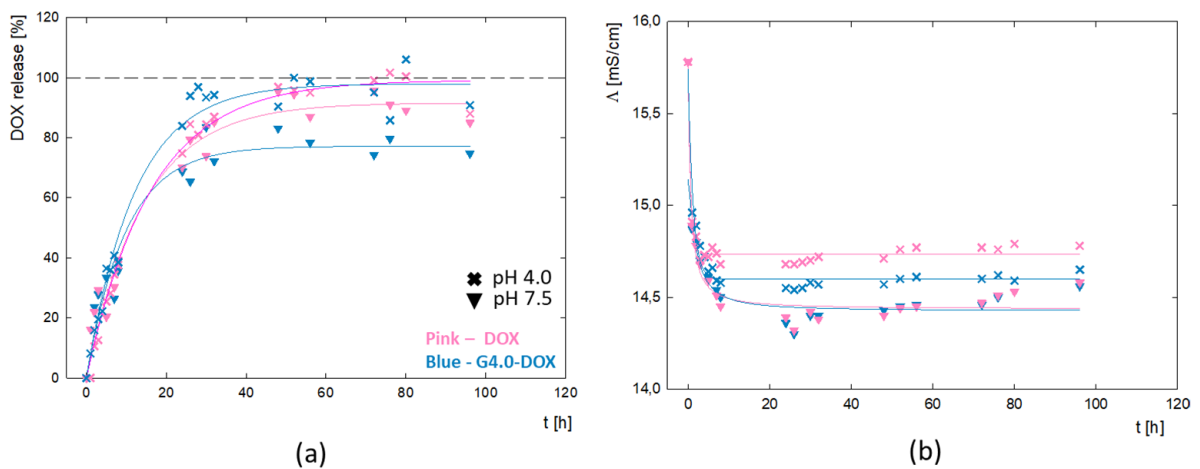 DOX release [%]
120
100
80
60
40
20
0
0 20 40 60 80 100 120
t [h]
✖ pH 4.0
▼ pH 7.5
Pink – DOX
Blue - G4.0-DOX
(a)
Λ [mS/cm]
16,0
15,5
15,0
14,5
14,0
0 20 40 60 80 100 120
t [h]
(b)